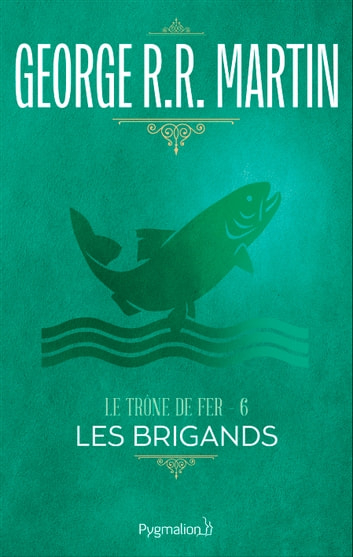 GEORGE R.R. MARTIN
LE TRÔNE DE FER - 6
LES BRIGANDS
Pygmalion